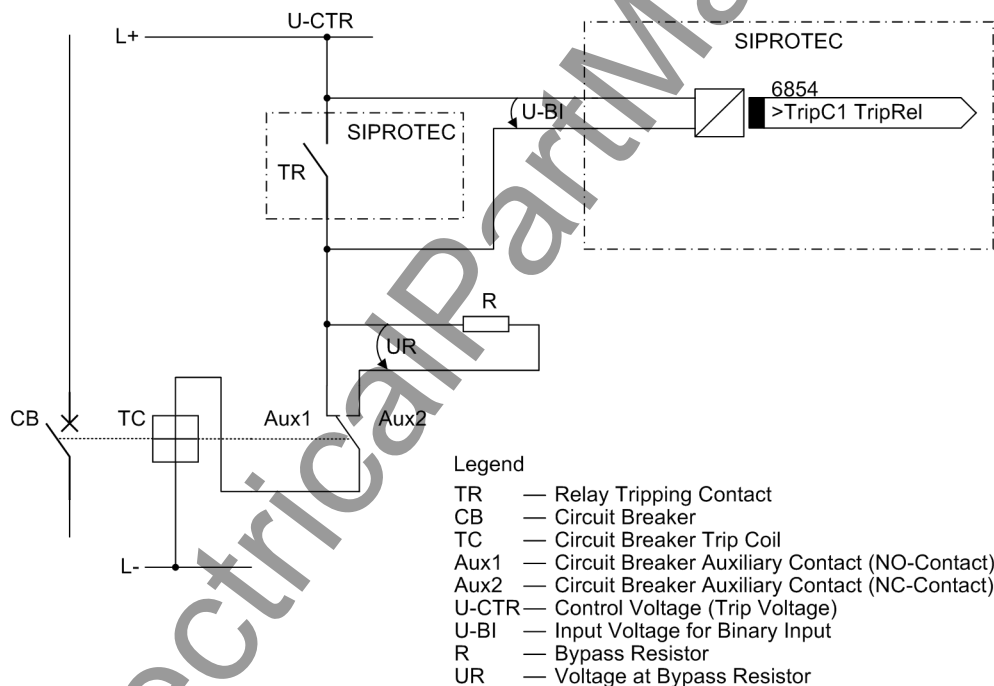 U-CTR
L+
SIPROTEC
6854
>TripC1 TripRel
U-BI
SIPROTEC
TR
R
UR
CB
TC
Aux1
Aux2
L-
Legend
TR — Relay Tripping Contact
CB — Circuit Breaker
TC — Circuit Breaker Trip Coil
Aux1 — Circuit Breaker Auxiliary Contact (NO-Contact)
Aux2 — Circuit Breaker Auxiliary Contact (NC-Contact)
U-CTR — Control Voltage (Trip Voltage)
U-BI — Input Voltage for Binary Input
R — Bypass Resistor
UR — Voltage at Bypass Resistor
ectricalPartMa